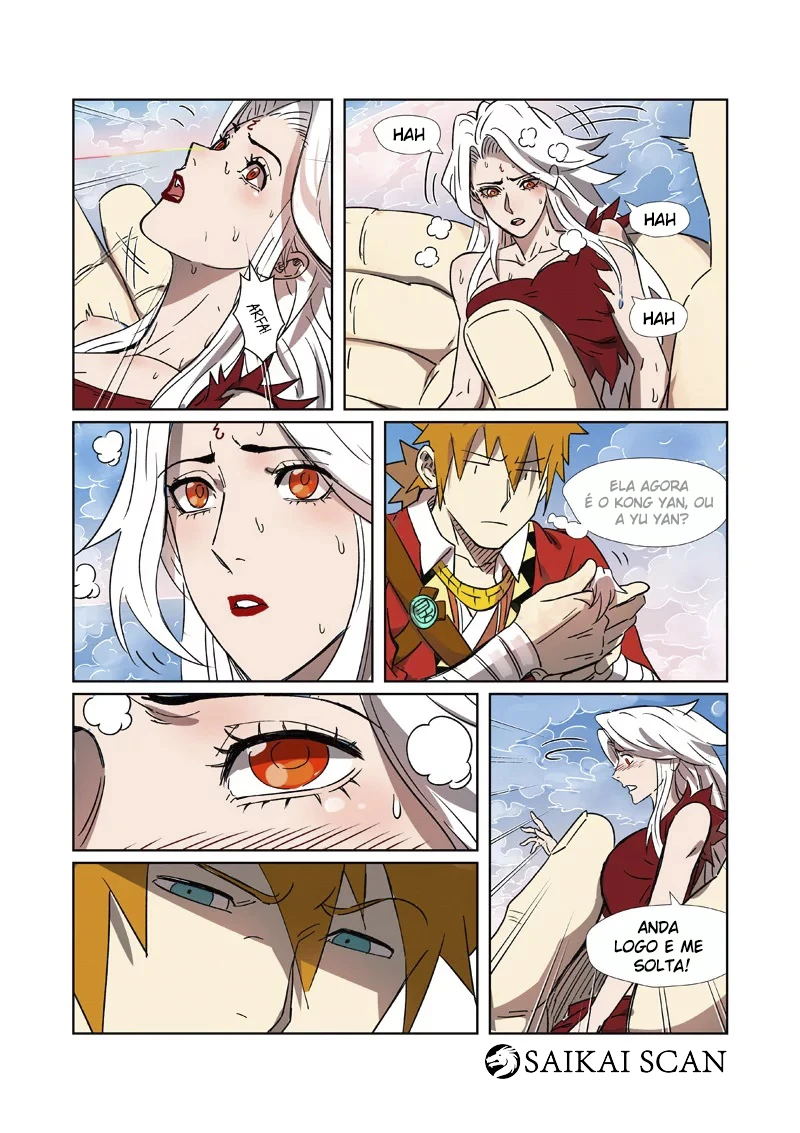 ARFA!
HAH
HAH
HAH
ELA AGORA
É O KONG YAN, OU
A YU YAN?
ANDA
LOGO E ME
SOLTA!
SAIKAI SCAN